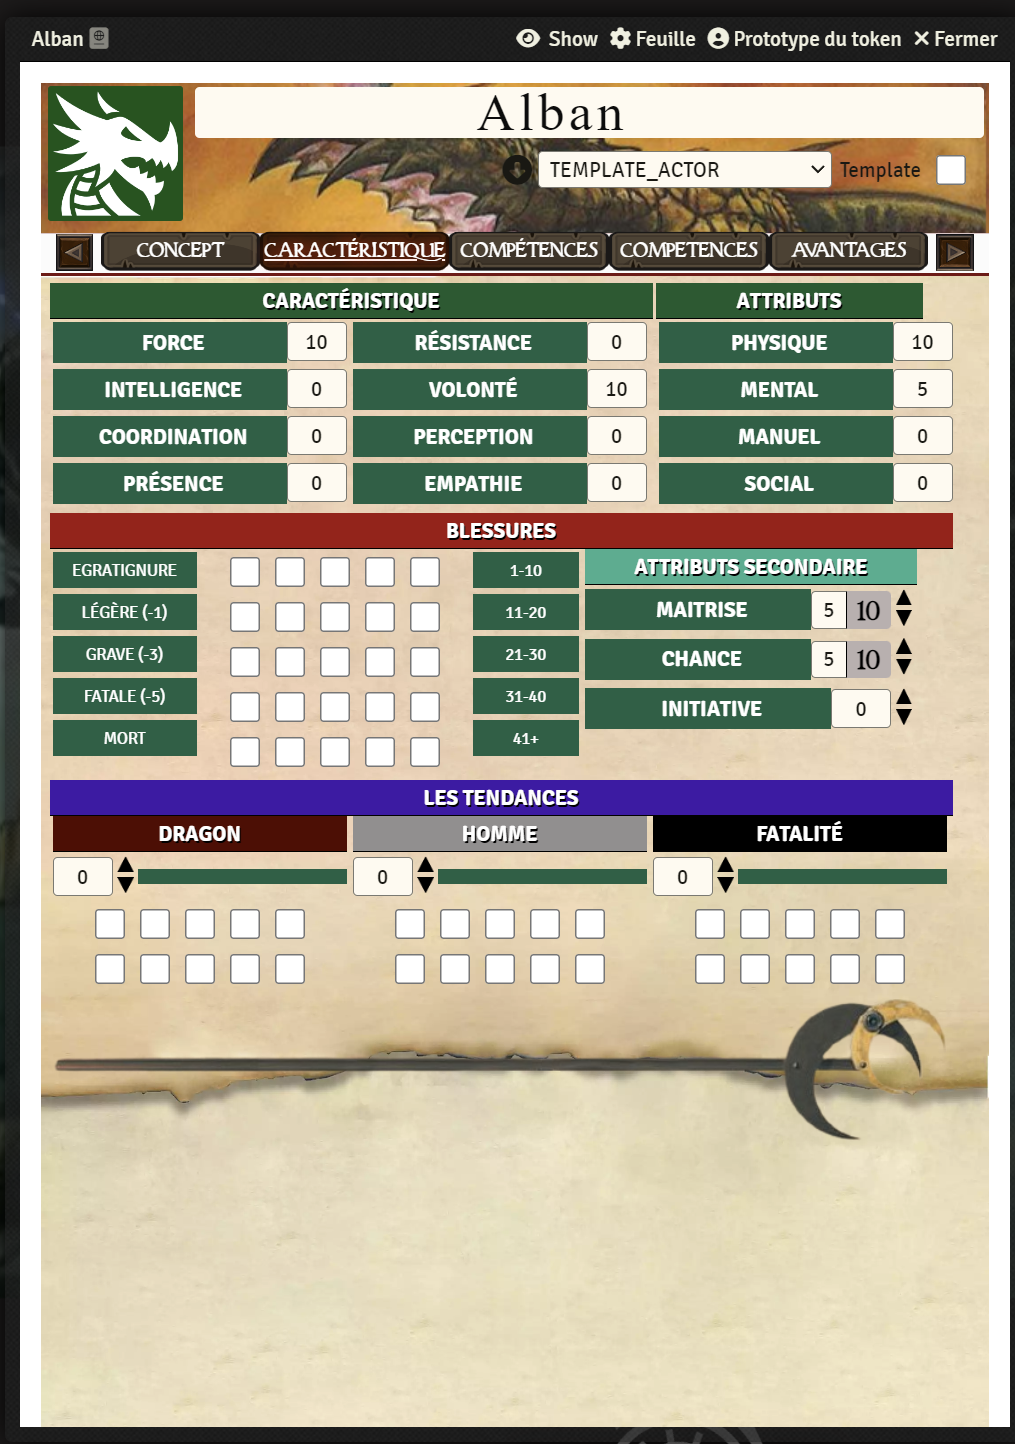 Alban Show Feuille Prototype du token Fermer
Alban
TEMPLATE_ACTOR Template
CONCEPT CARACTÉRISTIQUE COMPÉTENCES COMPETENCES AVANTAGES
CARACTÉRISTIQUE ATTRIBUTS
FORCE 10 RÉSISTANCE 0 PHYSIQUE 10
INTELLIGENCE 0 VOLONTÉ 10 MENTAL 5
COORDINATION 0 PERCEPTION 0 MANUEL 0
PRÉSENCE 0 EMPATHIE 0 SOCIAL 0
BLESSURES
EGRATIGNURE 1-10 ATTRIBUTS SECONDAIRE
LÉGÈRE (-1) 11-20 MAITRISE 5 10
GRAVE (-3) 21-30 CHANCE 5 10
FATALE (-5) 31-40 INITIATIVE 0
MORT 41+
LES TENDANCES
DRAGON HOMME FATALITÉ
0 0 0